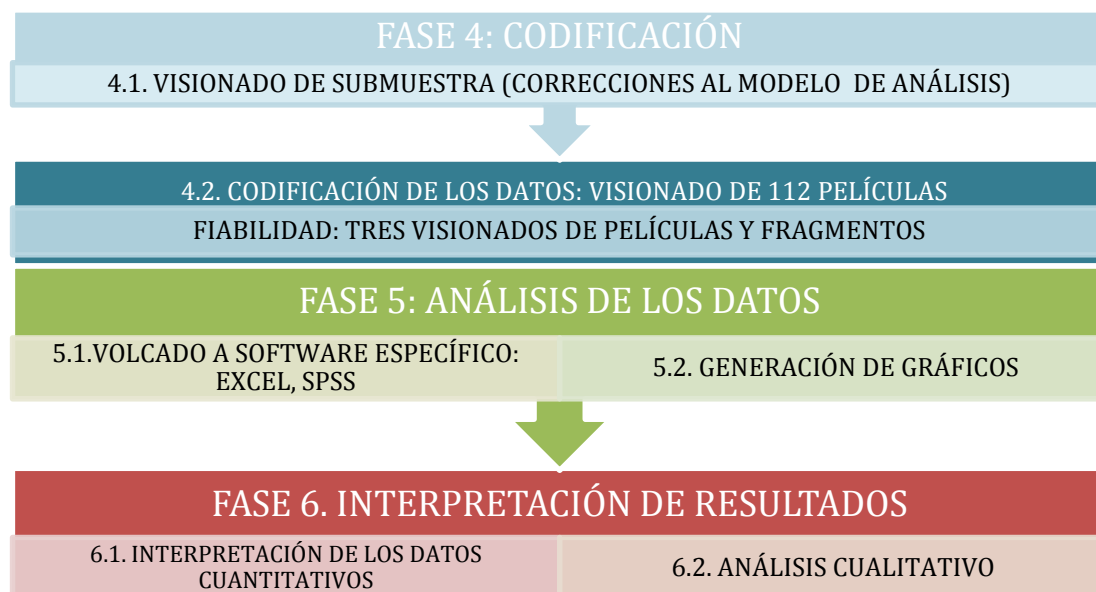 FASE 4: CODIFICACIÓN
4.1. VISIONADO DE SUBMUESTRA (CORRECCIONES AL MODELO DE ANÁLISIS)
4.2. CODIFICACIÓN DE LOS DATOS: VISIONADO DE 112 PELÍCULAS
FIABILIDAD: TRES VISIONADOS DE PELÍCULAS Y FRAGMENTOS
FASE 5: ANÁLISIS DE LOS DATOS
5.1.VOLCADO A SOFTWARE ESPECÍFICO:
EXCEL, SPSS
5.2. GENERACIÓN DE GRÁFICOS
FASE 6. INTERPRETACIÓN DE RESULTADOS
6.1. INTERPRETACIÓN DE LOS DATOS
CUANTITATIVOS
6.2. ANÁLISIS CUALITATIVO